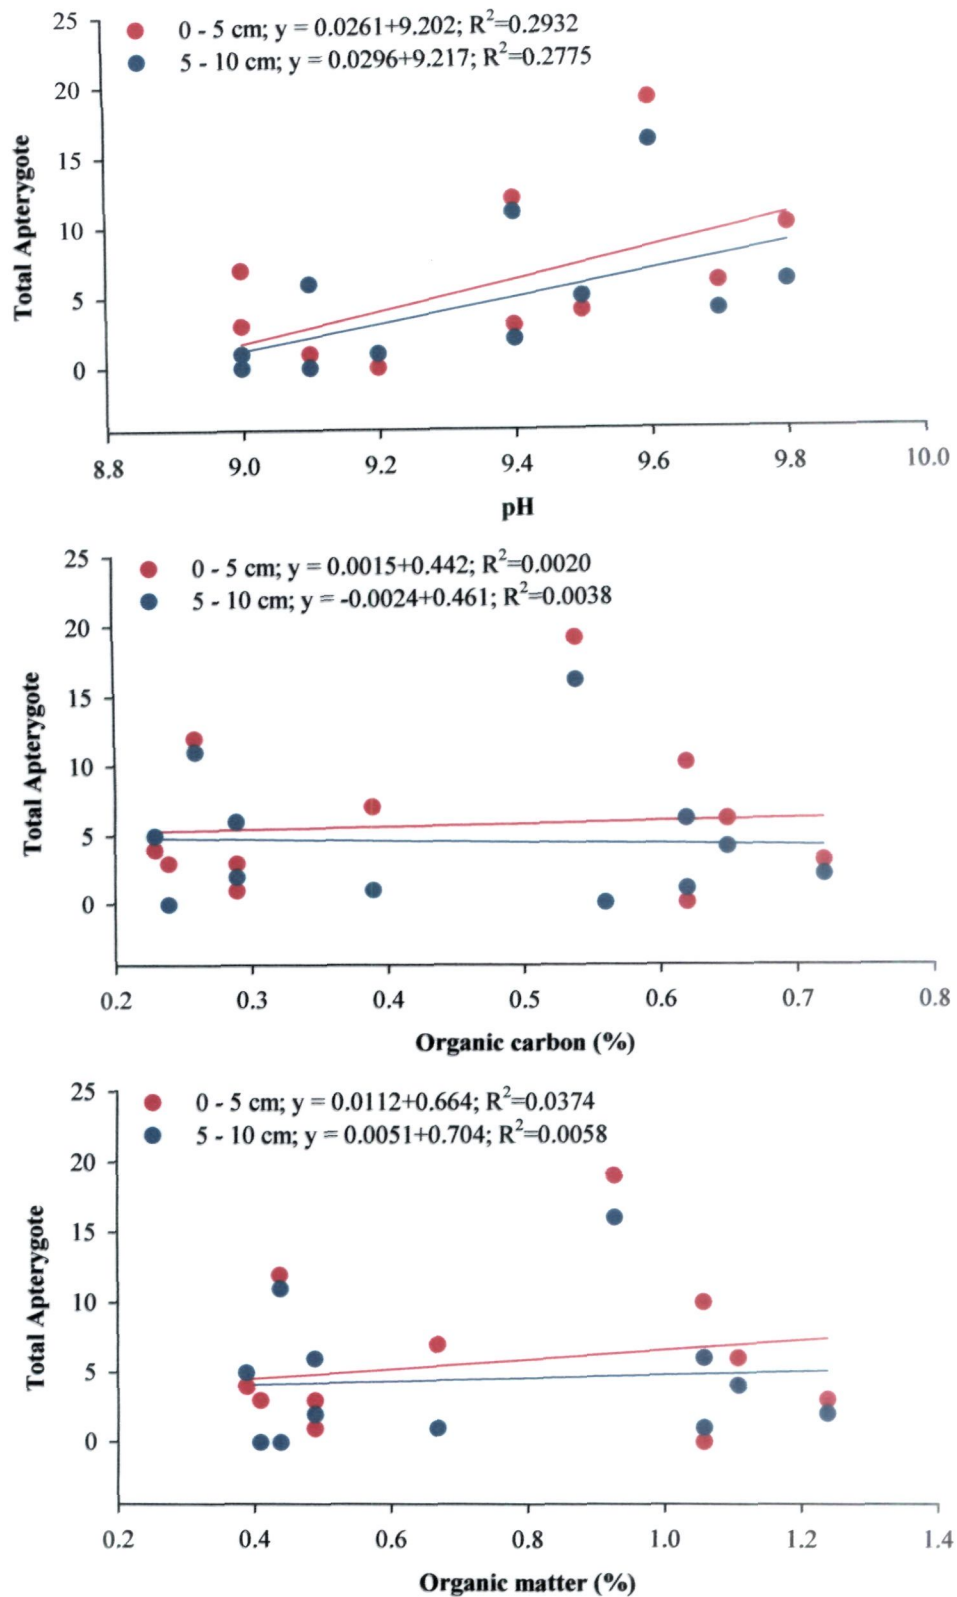 0 - 5 cm; y = 0.0261+9.202; R²=0.2932
5 - 10 cm; y = 0.0296+9.217; R²=0.2775
25
20
15
10
5
0
Total Apterygote
8.8 9.0 9.2 9.4 9.6 9.8 10.0
pH
0 - 5 cm; y = 0.0015+0.442; R²=0.0020
5 - 10 cm; y = -0.0024+0.461; R²=0.0038
25
20
15
10
5
0
Total Apterygote
0.2 0.3 0.4 0.5 0.6 0.7 0.8
Organic carbon (%)
0 - 5 cm; y = 0.0112+0.664; R²=0.0374
5 - 10 cm; y = 0.0051+0.704; R²=0.0058
25
20
15
10
5
0
Total Apterygote
0.2 0.4 0.6 0.8 1.0 1.2 1.4
Organic matter (%)